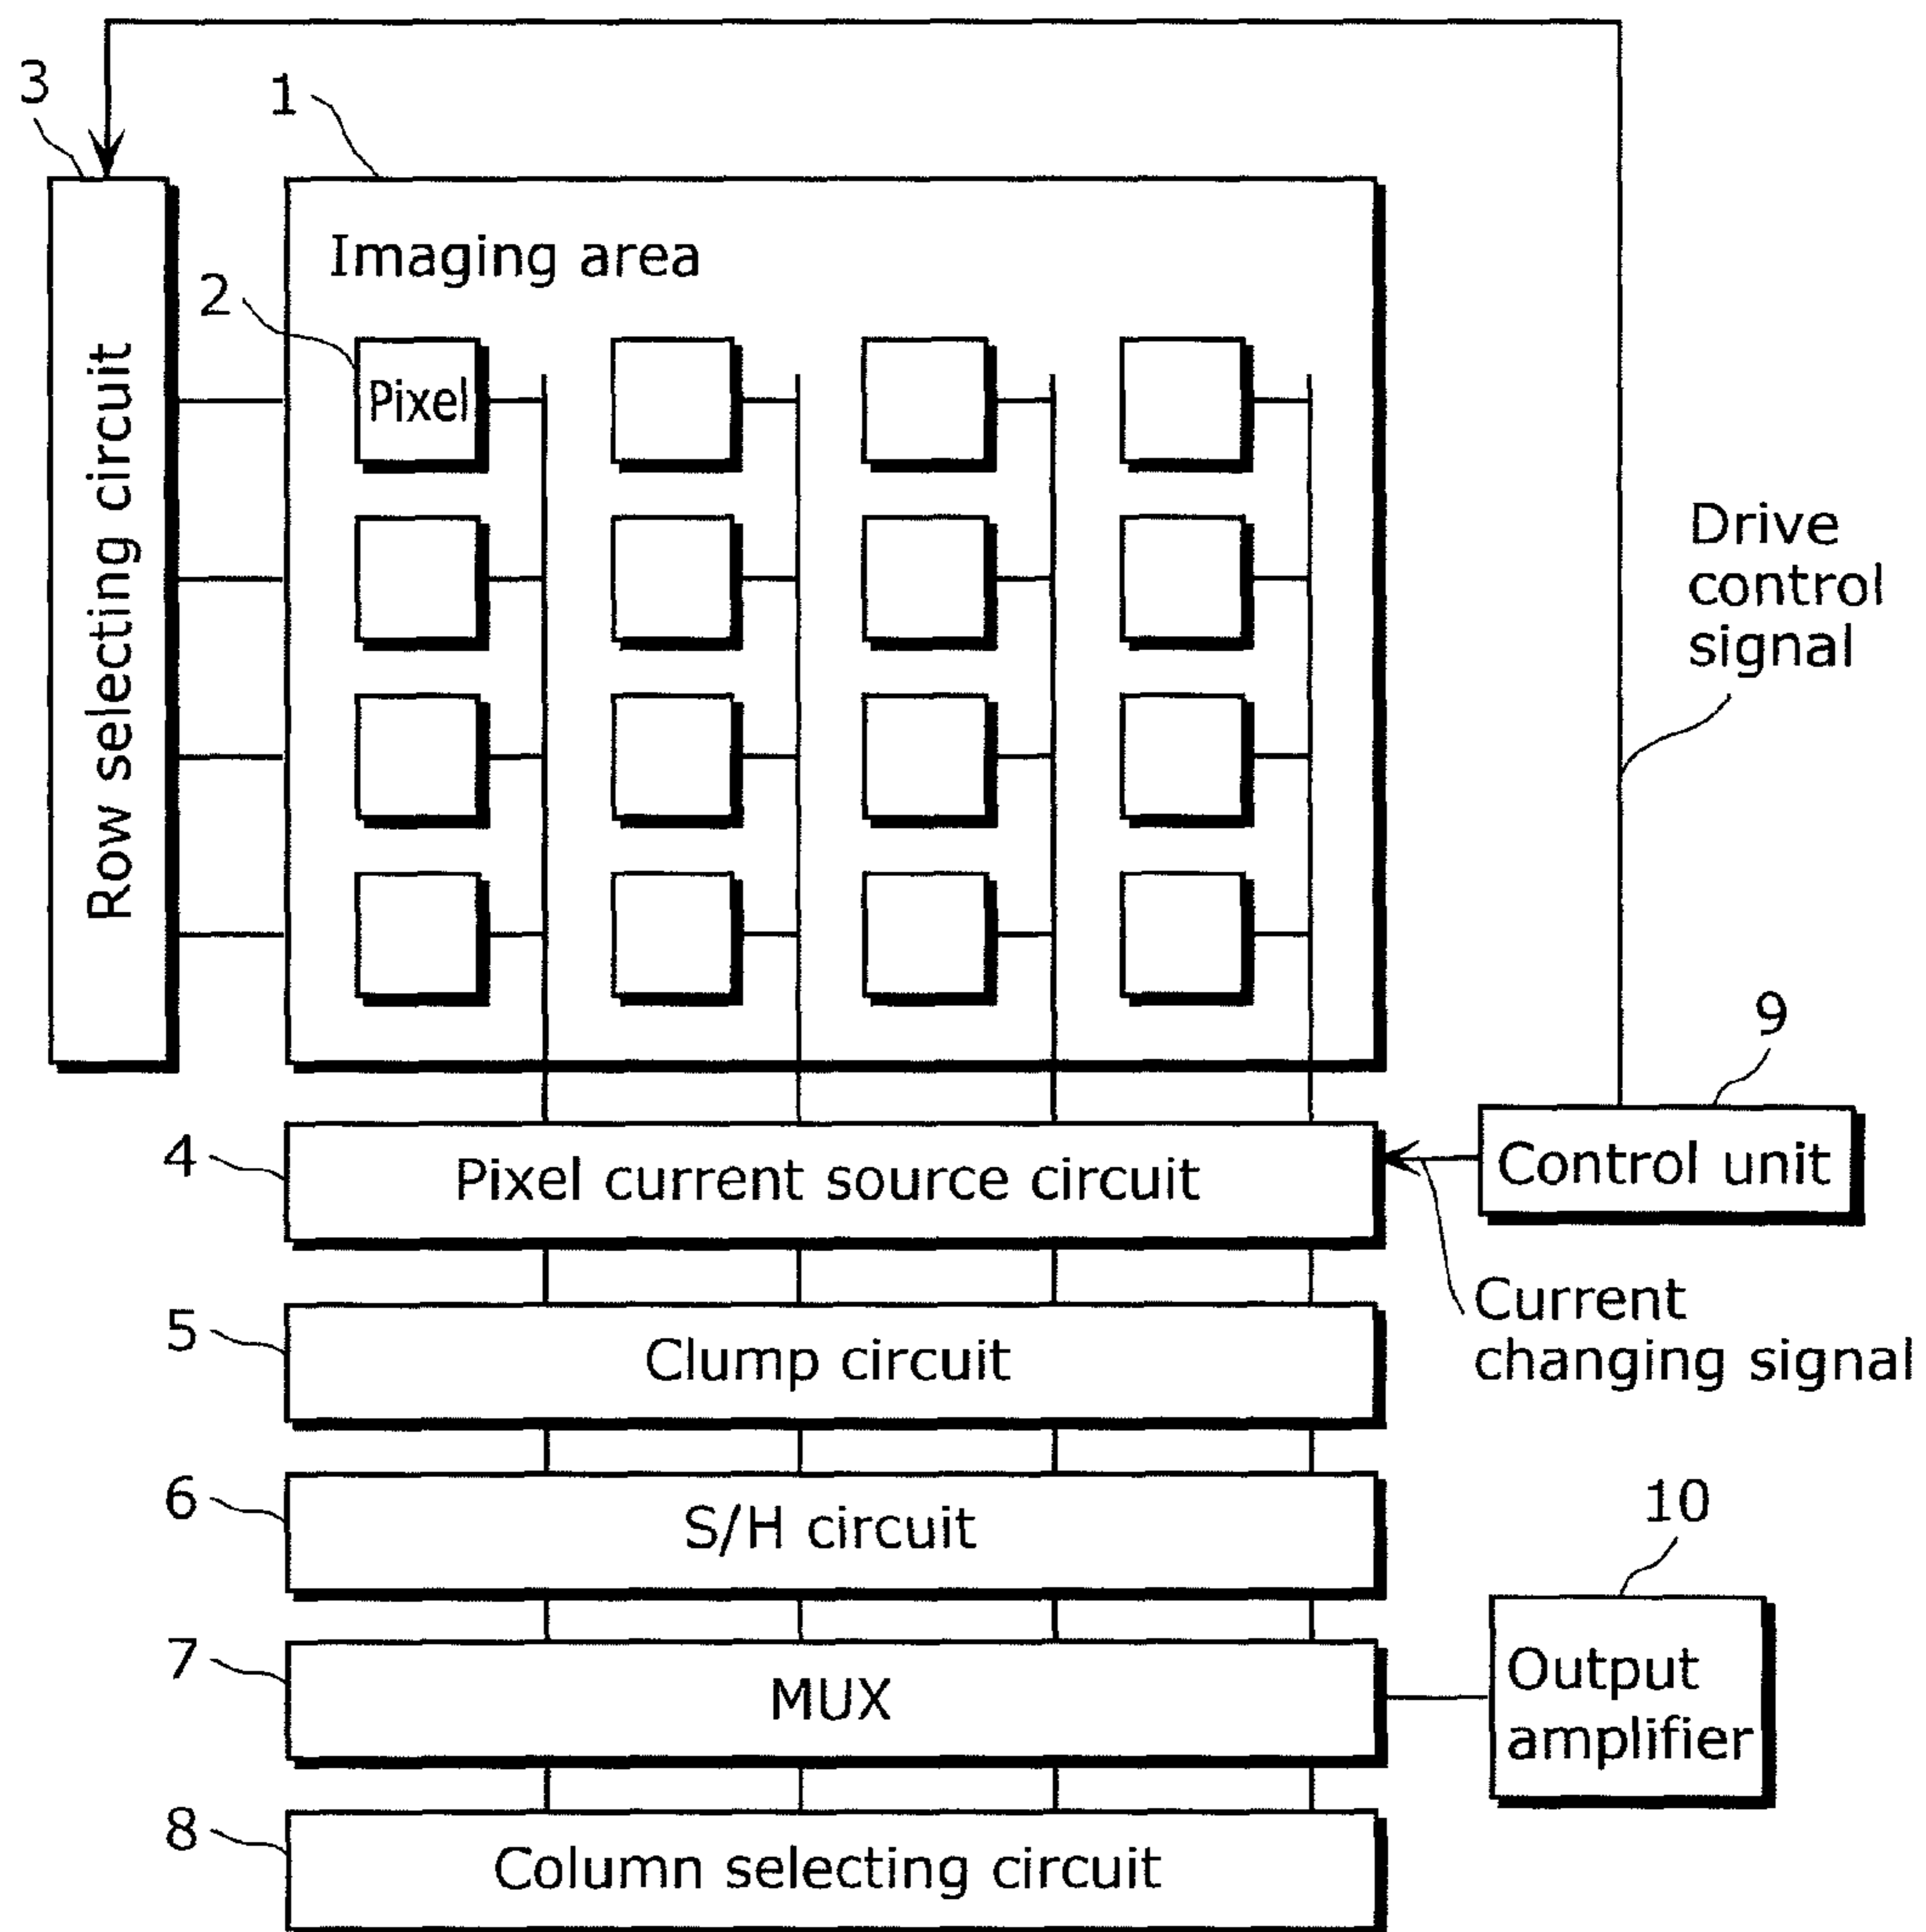 3
1
Imaging area
2
Pixel
Row selecting circuit
Drive
control
signal
9
4
Pixel current source circuit
Control unit
Current
changing signal
5
Clump circuit
6
S/H circuit
10
7
MUX
Output
amplifier
8
Column selecting circuit